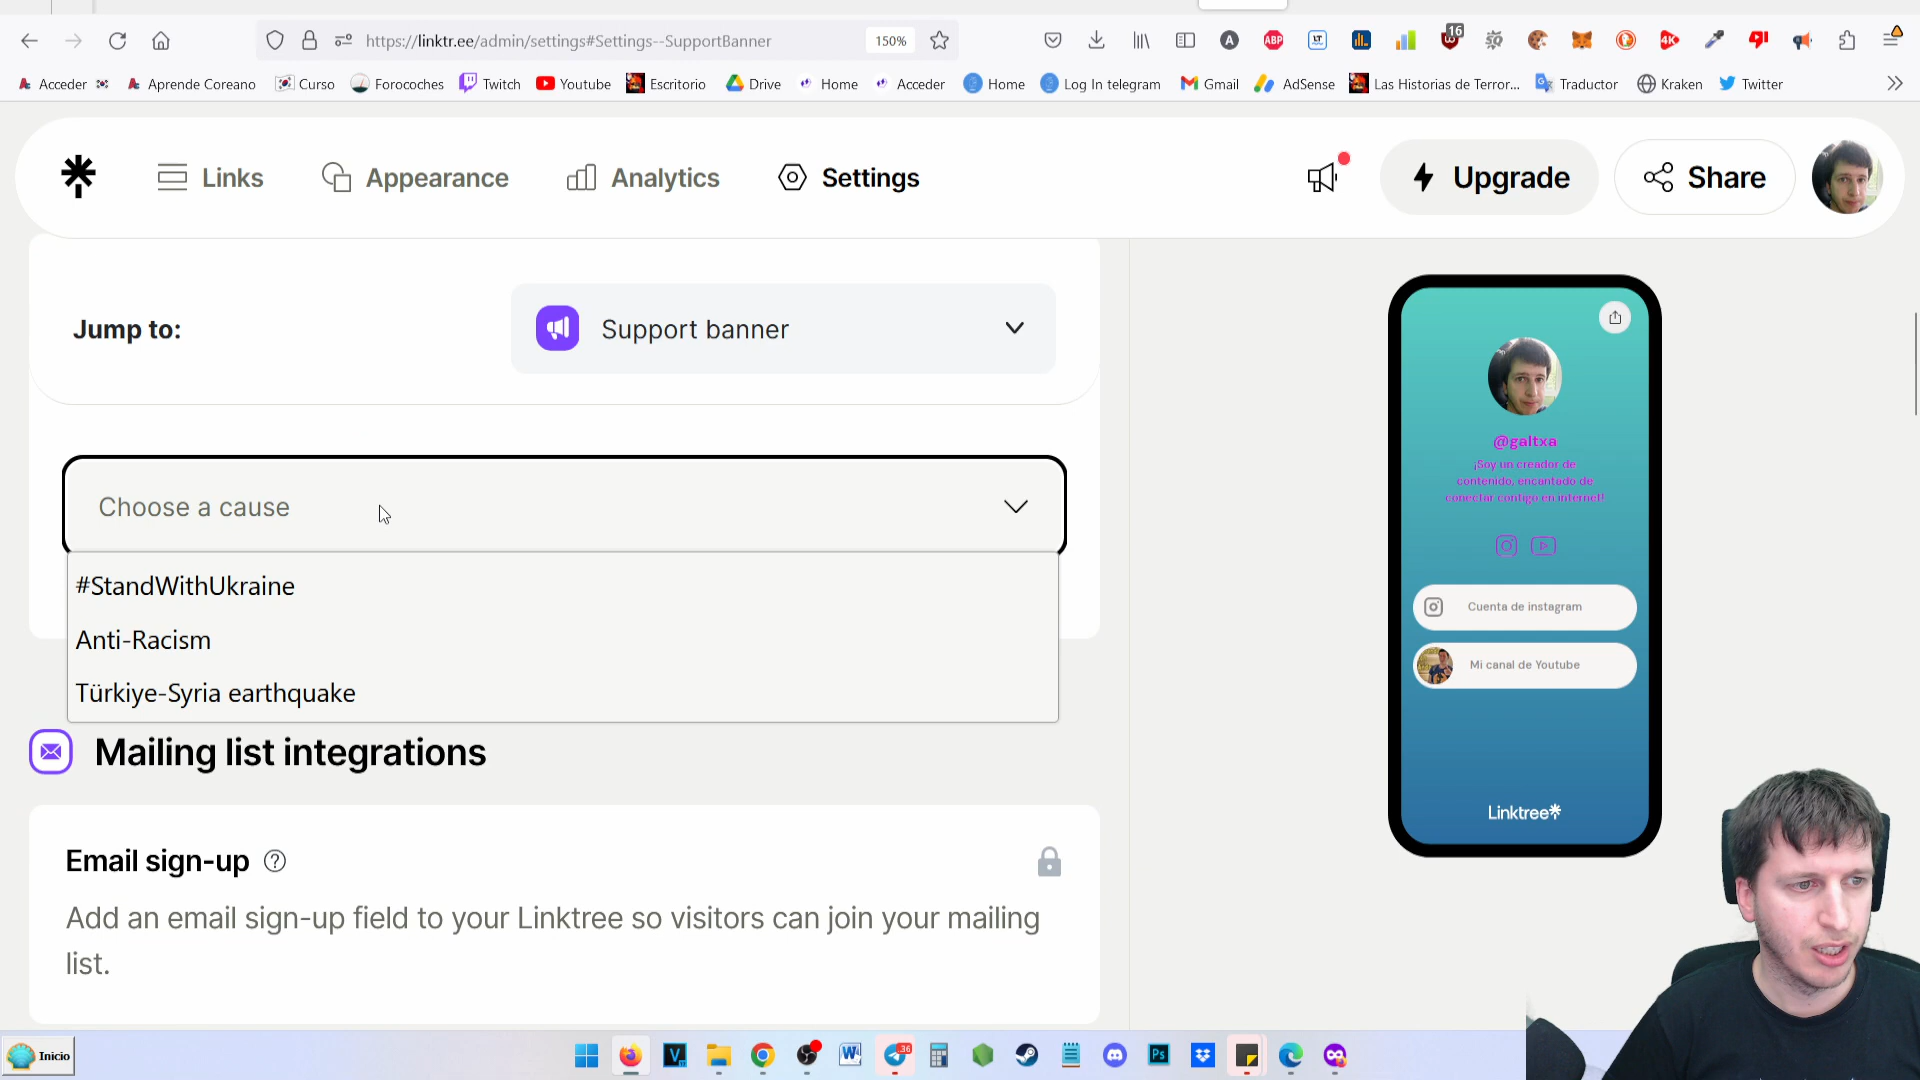 https://linktr.ee/admin/settings#Settings--SupportBanner
150%
16
Acceder
Aprende Coreano
Curso
Forocoches
Twitch
Youtube
Escritorio
Drive
Home
Acceder
Home
Log In telegram
Gmail
AdSense
Las Historias de Terror...
Traductor
Kraken
Twitter
Links
Appearance
Analytics
Settings
Upgrade
Share
Jump to:
Support banner
Choose a cause
#StandWithUkraine
Anti-Racism
Türkiye-Syria earthquake
Mailing list integrations
Email sign-up
Add an email sign-up field to your Linktree so visitors can join your mailing
list.
@galtxa
¡Soy un creador de
contenido, encantado de
conectar contigo en internet!
Cuenta de instagram
Mi canal de Youtube
Linktree
Inicio
36